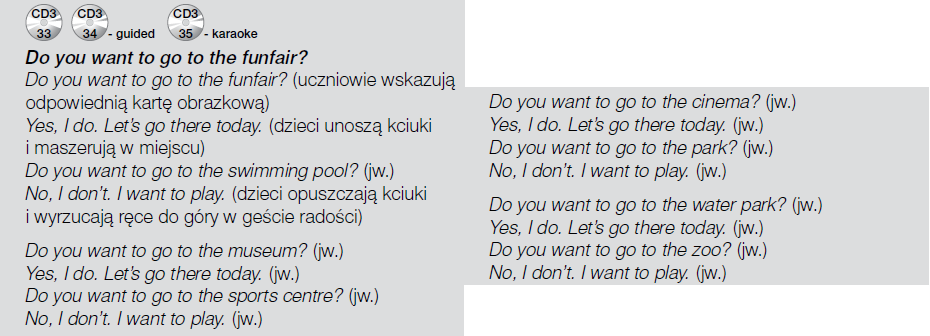 CD3 33 CD3 34 - guided CD3 35 - karaoke
Do you want to go to the funfair?
Do you want to go to the funfair? (uczniowie wskazują
odpowiednią kartę obrazkową)
Yes, I do. Let's go there today. (dzieci unoszą kciuki
i maszerują w miejscu)
Do you want to go to the swimming pool? (jw.)
No, I don't. I want to play. (dzieci opuszczają kciuki
i wyrzucają ręce do góry w geście radości)
Do you want to go to the museum? (jw.)
Yes, I do. Let's go there today. (jw.)
Do you want to go to the sports centre? (jw.)
No, I don't. I want to play. (jw.)
Do you want to go to the cinema? (jw.)
Yes, I do. Let's go there today. (jw.)
Do you want to go to the park? (jw.)
No, I don't. I want to play. (jw.)
Do you want to go to the water park? (jw.)
Yes, I do. Let's go there today. (jw.)
Do you want to go to the zoo? (jw.)
No, I don't. I want to play. (jw.)